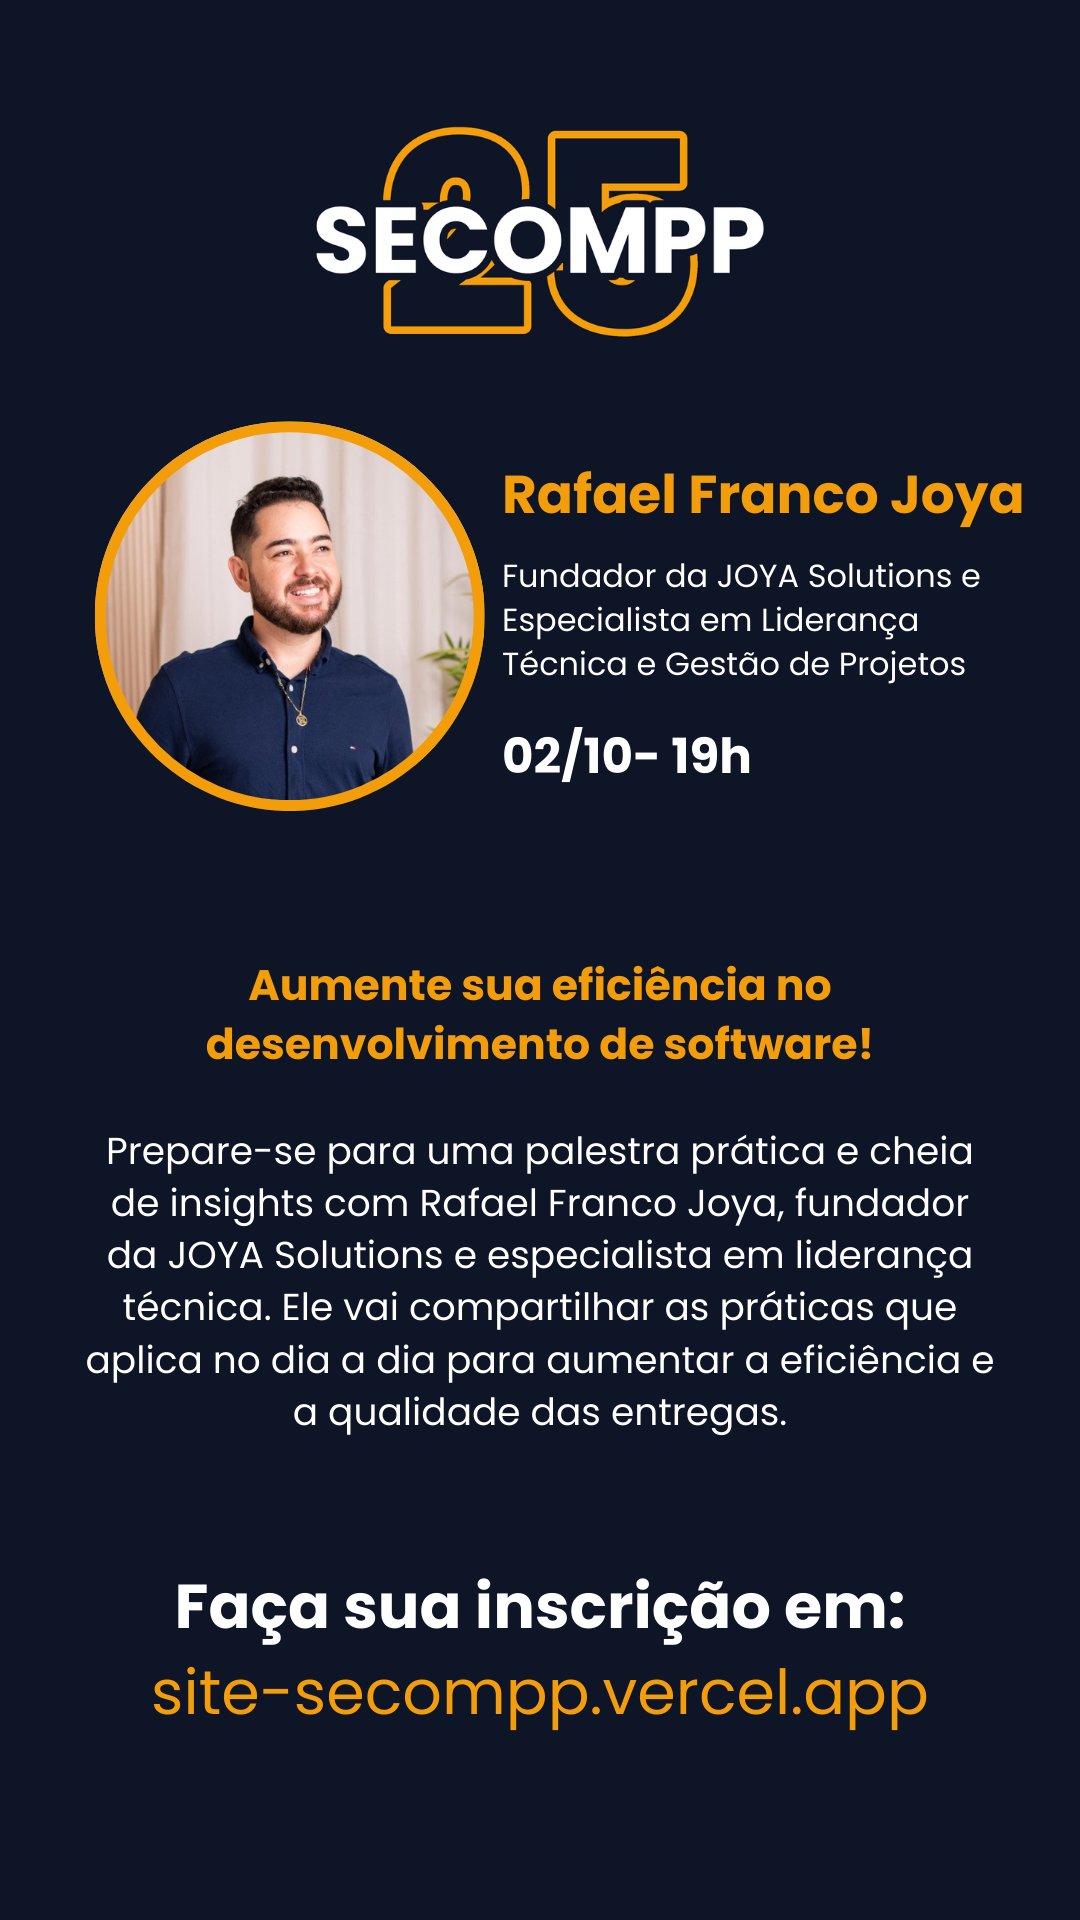 25
SECOMPP
Rafael Franco Joya
Fundador da JOYA Solutions e
Especialista em Liderança
Técnica e Gestão de Projetos
02/10- 19h
Aumente sua eficiência no
desenvolvimento de software!
Prepare-se para uma palestra prática e cheia
de insights com Rafael Franco Joya, fundador
da JOYA Solutions e especialista em liderança
técnica. Ele vai compartilhar as práticas que
aplica no dia a dia para aumentar a eficiência e
a qualidade das entregas.
Faça sua inscrição em:
site-secompp.vercel.app